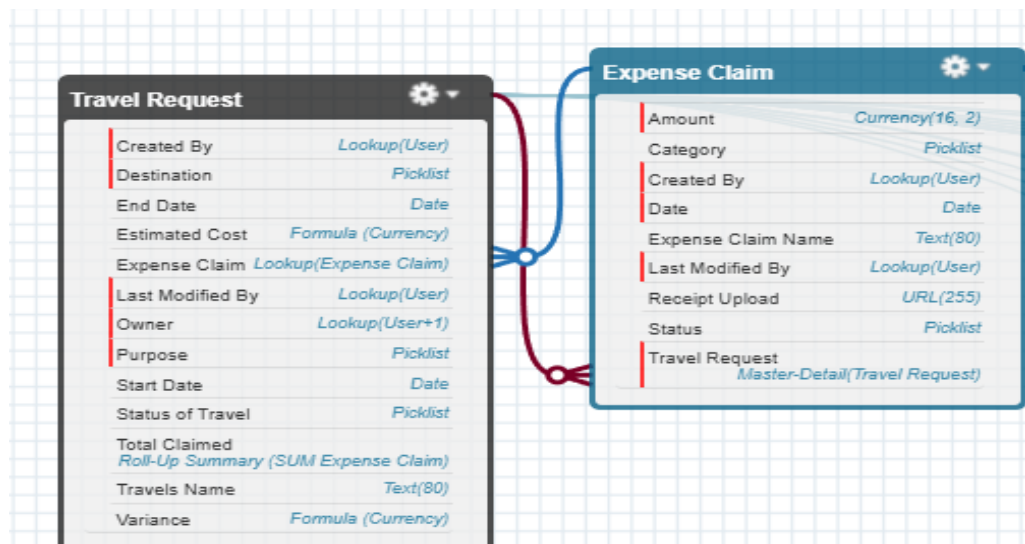 Travel Request
Created By Lookup(User)
Destination Picklist
End Date Date
Estimated Cost Formula (Currency)
Expense Claim Lookup(Expense Claim)
Last Modified By Lookup(User)
Owner Lookup(User+1)
Purpose Picklist
Start Date Date
Status of Travel Picklist
Total Claimed
Roll-Up Summary (SUM Expense Claim)
Travels Name Text(80)
Variance Formula (Currency)
Expense Claim
Amount Currency(16, 2)
Category Picklist
Created By Lookup(User)
Date Date
Expense Claim Name Text(80)
Last Modified By Lookup(User)
Receipt Upload URL(255)
Status Picklist
Travel Request
Master-Detail(Travel Request)